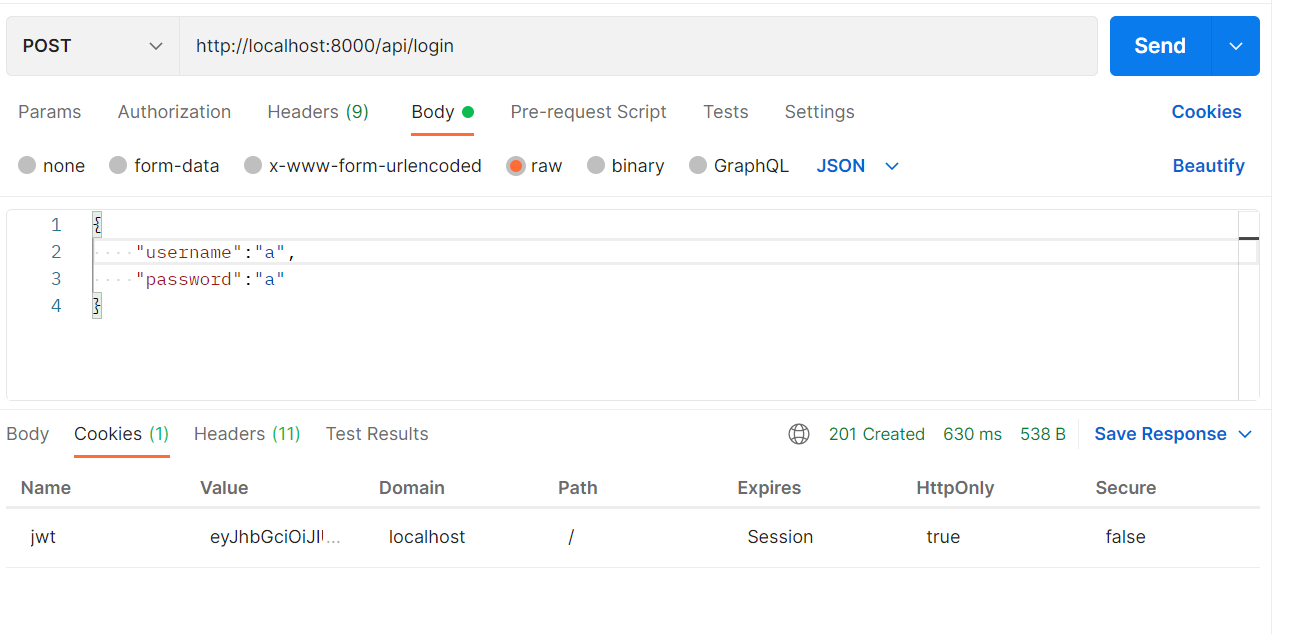 POST http://localhost:8000/api/login Send
Params Authorization Headers (9) Body Pre-request Script Tests Settings Cookies
none form-data x-www-form-urlencoded raw binary GraphQL JSON Beautify
1 {
2 ····"username":"a",
3 ····"password":"a"
4 }
Body Cookies (1) Headers (11) Test Results 201 Created 630 ms 538 B Save Response
Name Value Domain Path Expires HttpOnly Secure
jwt eyJhbGciOiJIU... localhost / Session true false